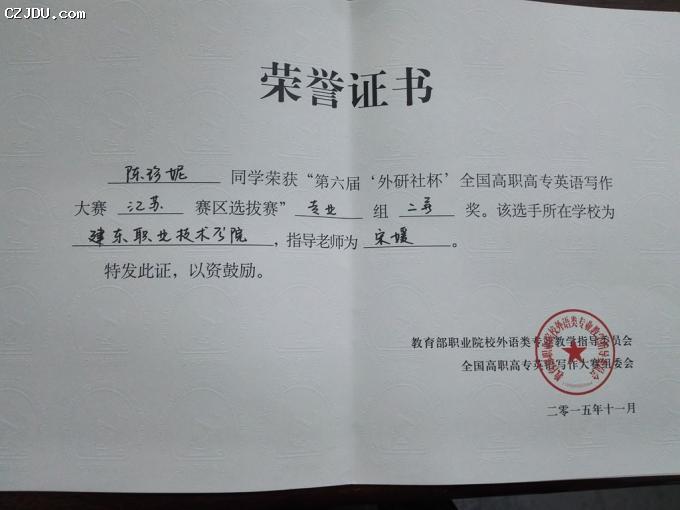 CZJDU.COM
荣誉证书
陈珍妮 同学荣获“第六届‘外研社杯’全国高职高专英语写作
大赛 江苏 赛区选拔赛” 专业 组 二等 奖。该选手所在学校为
建东职业技术学院,指导老师为 宋媛 。
特发此证，以资鼓励。
教育部职业院校外语类专业教学指导委员会
全国高职高专英语写作大赛组委会
二零一五年十一月